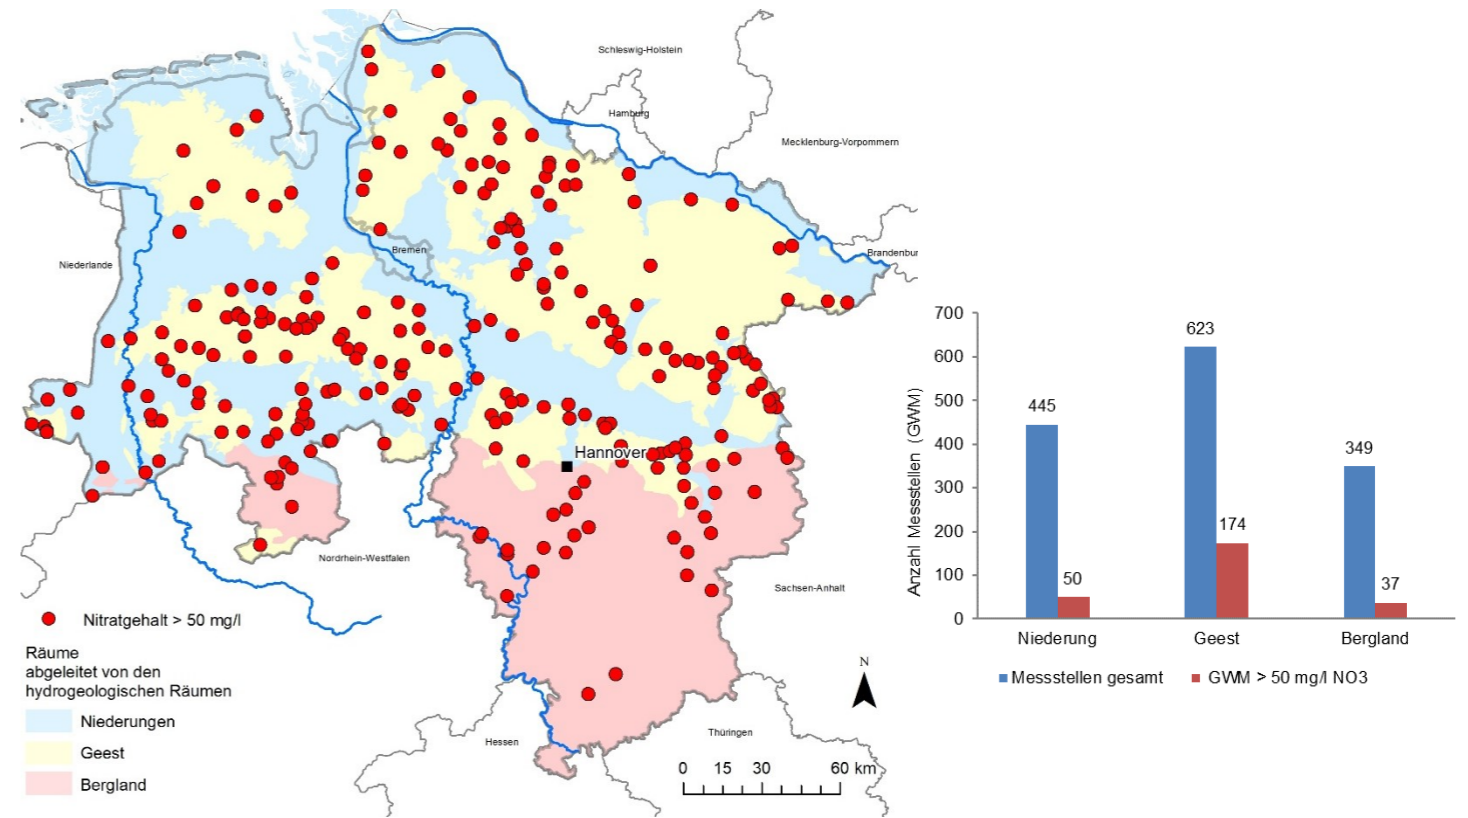 Schleswig-Holstein
Hamburg
Mecklenburg-Vorpommern
Bremen
Brandenbur
Niederlande
Hannover
Nordrhein-Westfalen
Sachsen-Anhalt
Hessen
Thüringen
Nitratgehalt > 50 mg/l
Räume
abgeleitet von den
hydrogeologischen Räumen
Niederungen
Geest
Bergland
N
0 15 30 60 km
Anzahl Messstellen (GWM)
700
600
500
400
300
200
100
0
445
50
623
174
349
37
Niederung Geest Bergland
Messstellen gesamt GWM > 50 mg/l NO3